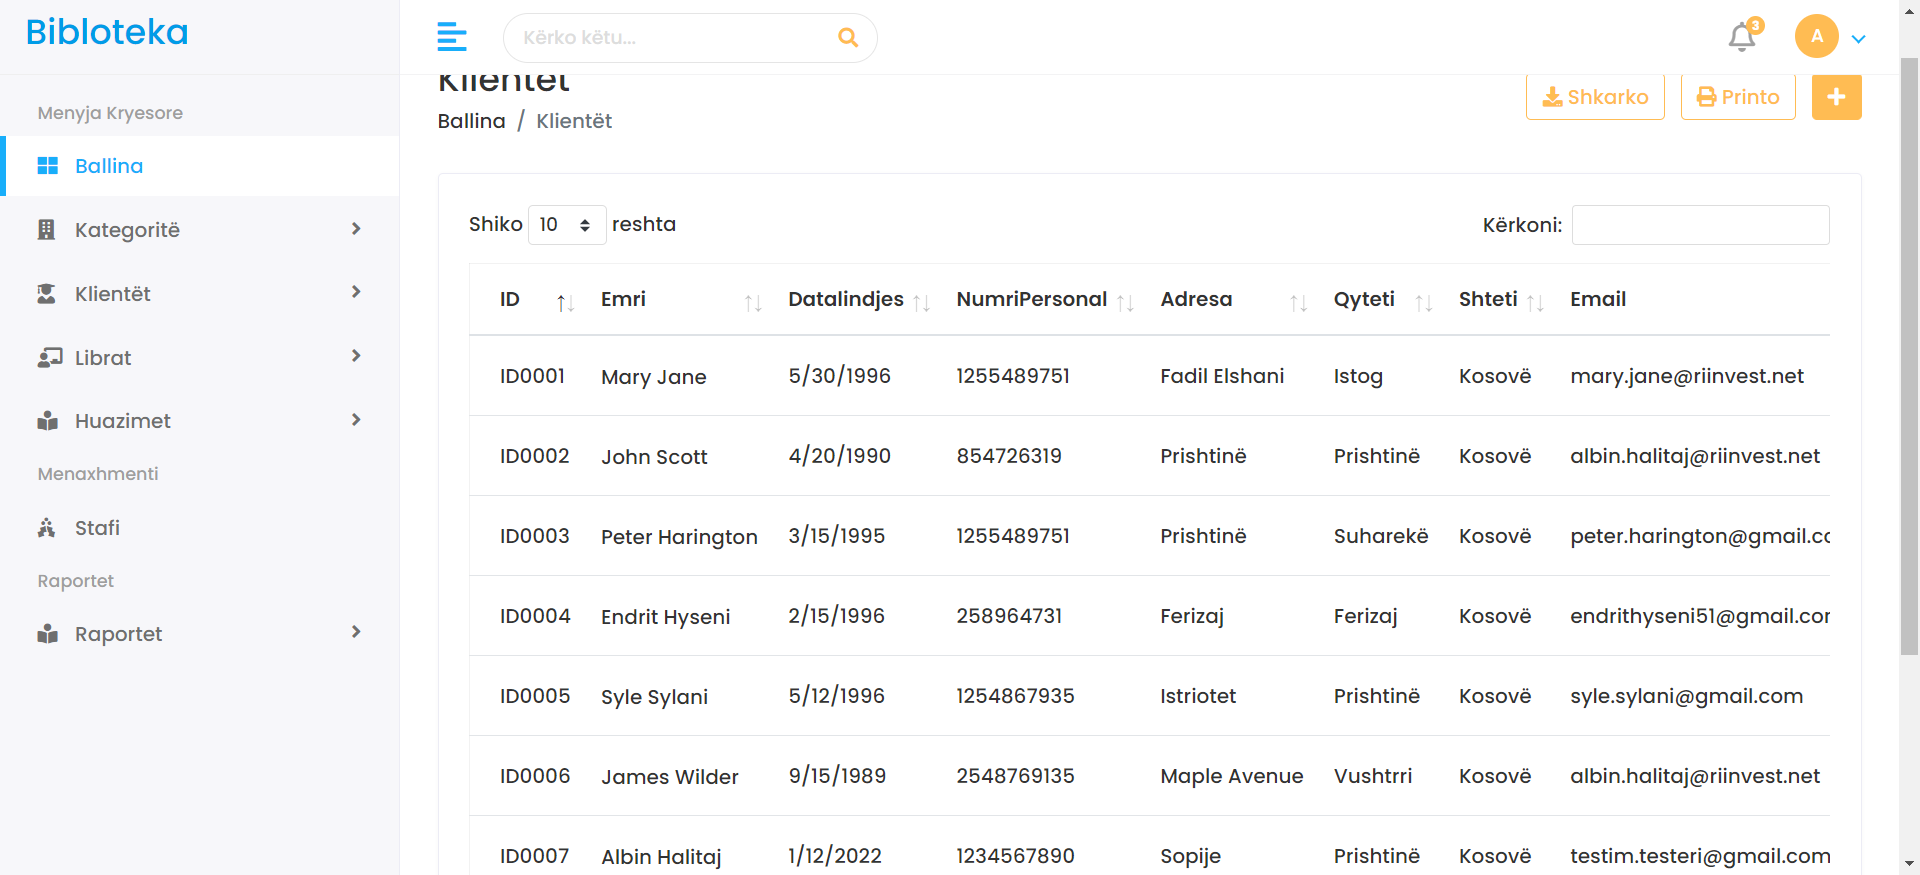 Bibloteka
Kërko këtu...
3
A
Menyja Kryesore
Ballina
Kategoritë
Klientët
Librat
Huazimet
Menaxhmenti
Stafi
Raportet
Raportet
Klientët
Ballina / Klientët
Shkarko Printo +
Shiko 10 reshta
Kërkoni:
ID Emri Datalindjes NumriPersonal Adresa Qyteti Shteti Email
ID0001 Mary Jane 5/30/1996 1255489751 Fadil Elshani Istog Kosovë mary.jane@riinvest.net
ID0002 John Scott 4/20/1990 854726319 Prishtinë Prishtinë Kosovë albin.halitaj@riinvest.net
ID0003 Peter Harington 3/15/1995 1255489751 Prishtinë Suharekë Kosovë peter.harington@gmail.co
ID0004 Endrit Hyseni 2/15/1996 258964731 Ferizaj Ferizaj Kosovë endrithyseni51@gmail.com
ID0005 Syle Sylani 5/12/1996 1254867935 Istriotet Prishtinë Kosovë syle.sylani@gmail.com
ID0006 James Wilder 9/15/1989 2548769135 Maple Avenue Vushtrri Kosovë albin.halitaj@riinvest.net
ID0007 Albin Halitaj 1/12/2022 1234567890 Sopije Prishtinë Kosovë testim.testeri@gmail.com